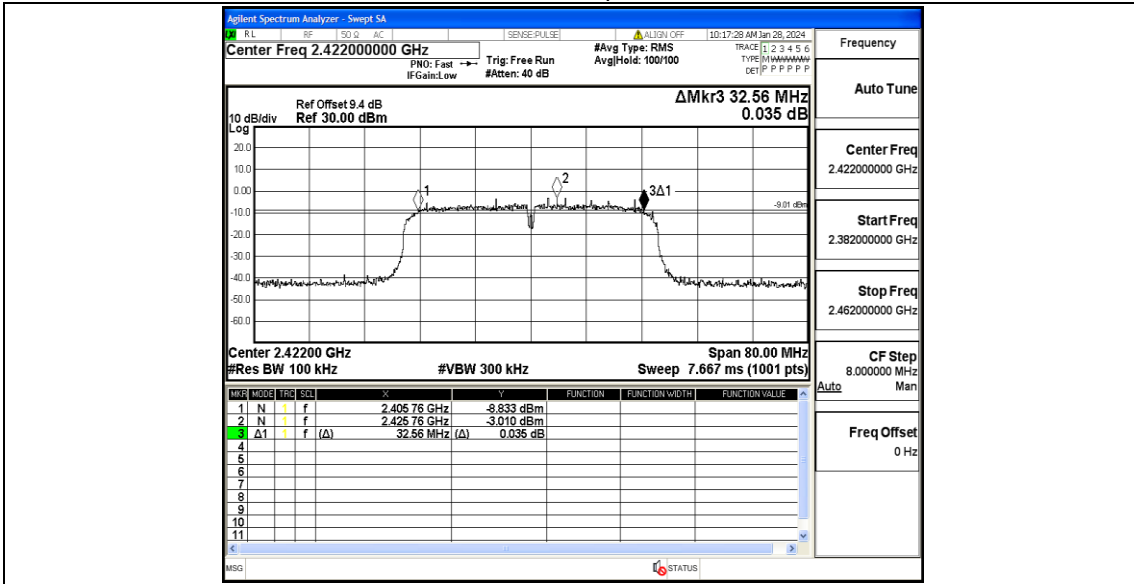 Agilent Spectrum Analyzer - Swept SA
RL RF 50 Ω AC SENSE:PULSE ALIGN OFF 10:17:28 AM Jan 28, 2024
Center Freq 2.422000000 GHz
#Avg Type: RMS
TRACE 1 2 3 4 5 6
PNO: Fast
Trig: Free Run
Avg|Hold: 100/100
TYPE M WWWWW
IFGain:Low
#Atten: 40 dB
DET P P P P P P
ΔMkr3 32.56 MHz
0.035 dB
Ref Offset 9.4 dB
10 dB/div Ref 30.00 dBm
Log
20.0
10.0
0.00
-10.0
-20.0
-30.0
-40.0
-50.0
-60.0
1
2
3Δ1
-9.01 dBm
Center 2.42200 GHz Span 80.00 MHz
#Res BW 100 kHz #VBW 300 kHz Sweep 7.667 ms (1001 pts)
MKR MODE TRC SCL X Y FUNCTION FUNCTION WIDTH FUNCTION VALUE
1 N 1 f 2.405 76 GHz -8.833 dBm
2 N 1 f 2.425 76 GHz -3.010 dBm
3 Δ1 1 f (Δ) 32.56 MHz (Δ) 0.035 dB
4
5
6
7
8
9
10
11
MSG STATUS
Frequency
Auto Tune
Center Freq
2.422000000 GHz
Start Freq
2.382000000 GHz
Stop Freq
2.462000000 GHz
CF Step
8.000000 MHz
Auto Man
Freq Offset
0 Hz